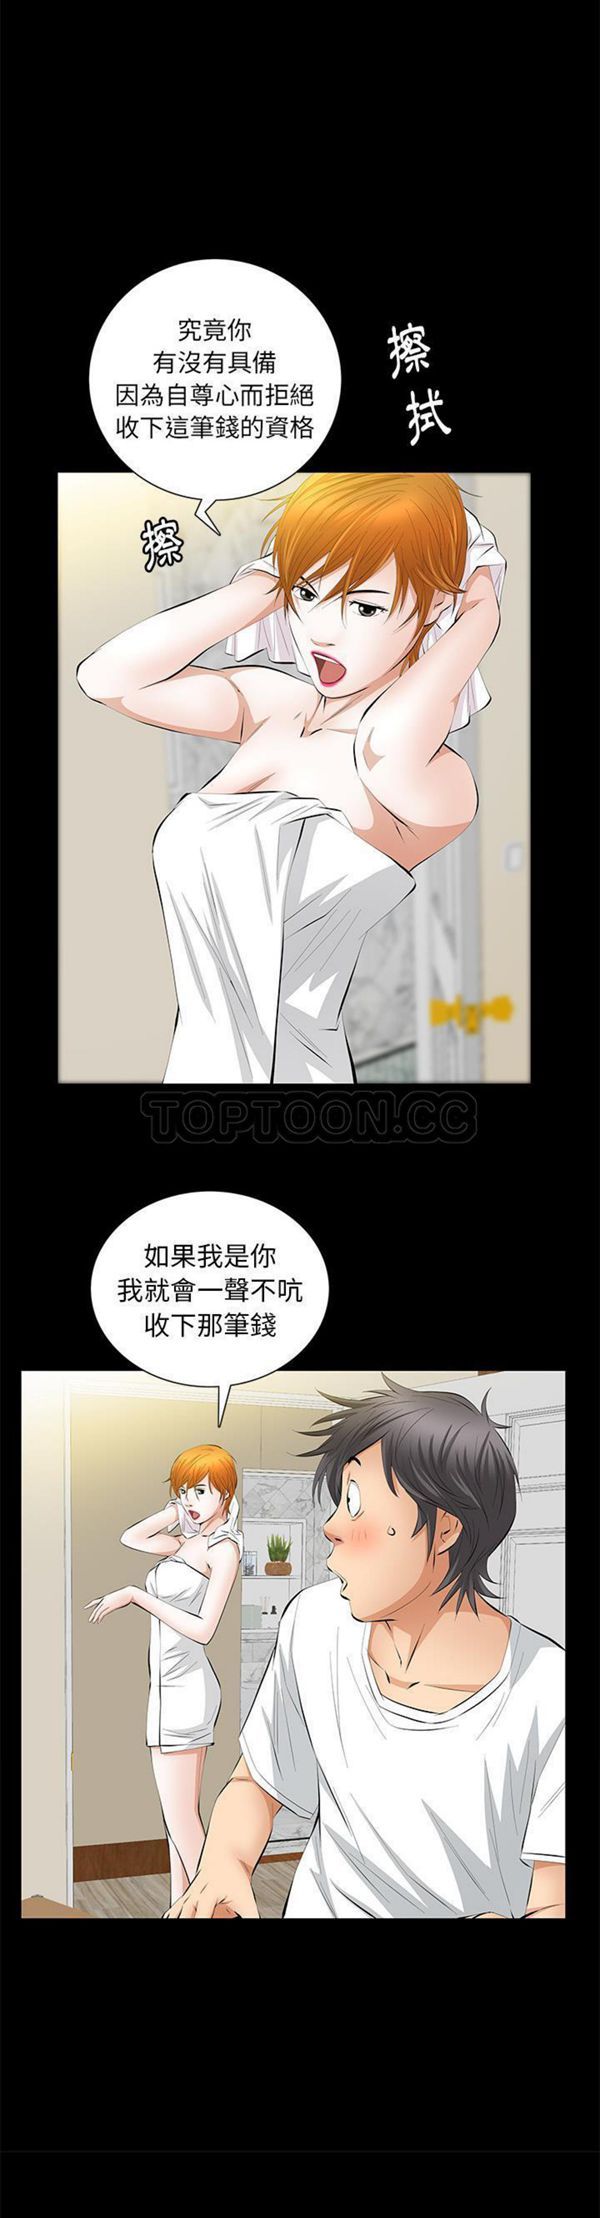 究竟你
有沒有具備
因為自尊心而拒絕
收下這筆錢的資格
擦
拭
擦
TOPTOON.CC
如果我是你
我就會一聲不吭
收下那筆錢